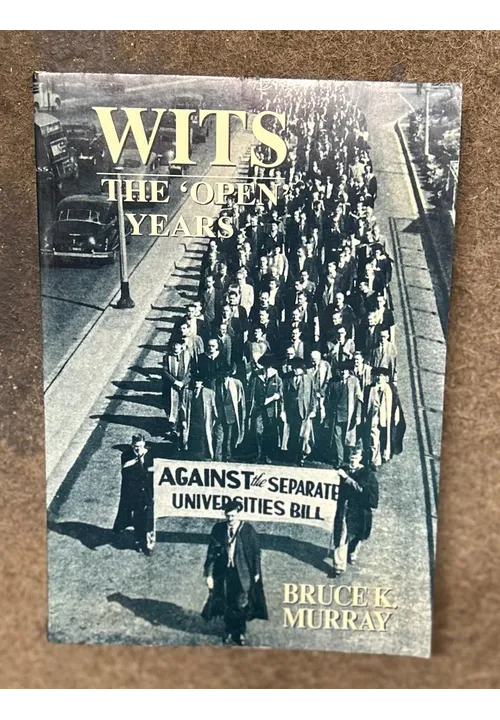 WITS
THE 'OPEN'
YEARS
AGAINST the SEPARATE
UNIVERSITIES BILL
BRUCE K.
MURRAY